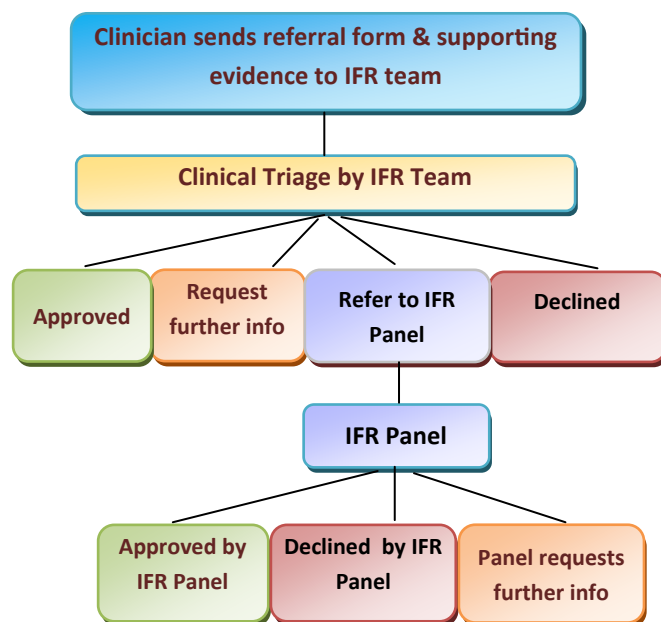 Clinician sends referral form & supporting
evidence to IFR team
Clinical Triage by IFR Team
Approved
Request
further info
Refer to IFR
Panel
Declined
IFR Panel
Approved by
IFR Panel
Declined by IFR
Panel
Panel requests
further info